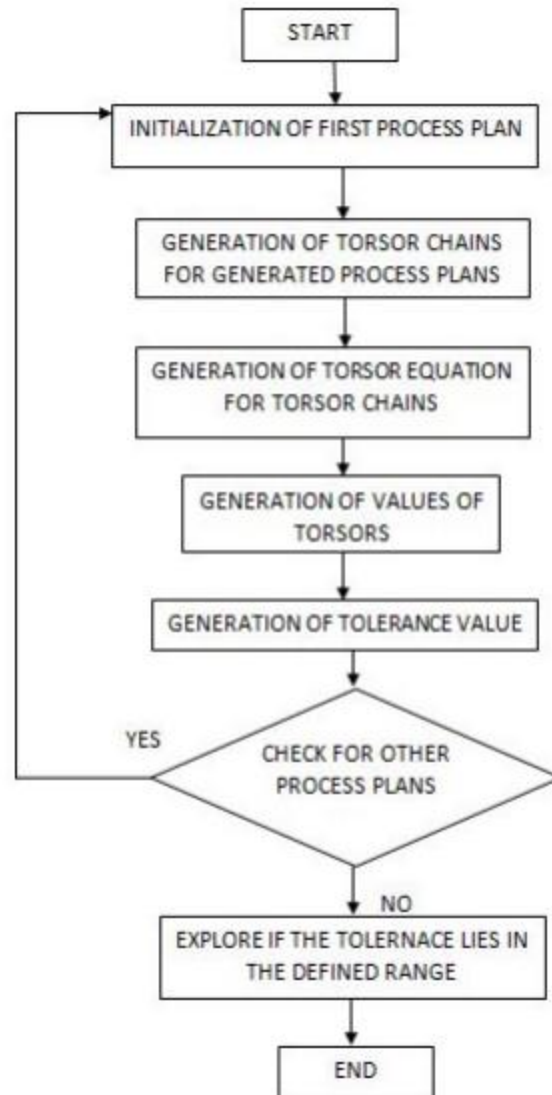 START
INITIALIZATION OF FIRST PROCESS PLAN
GENERATION OF TORSOR CHAINS
FOR GENERATED PROCESS PLANS
GENERATION OF TORSOR EQUATION
FOR TORSOR CHAINS
GENERATION OF VALUES OF
TORSORS
GENERATION OF TOLERANCE VALUE
YES
CHECK FOR OTHER
PROCESS PLANS
NO
EXPLORE IF THE TOLERNACE LIES IN
THE DEFINED RANGE
END